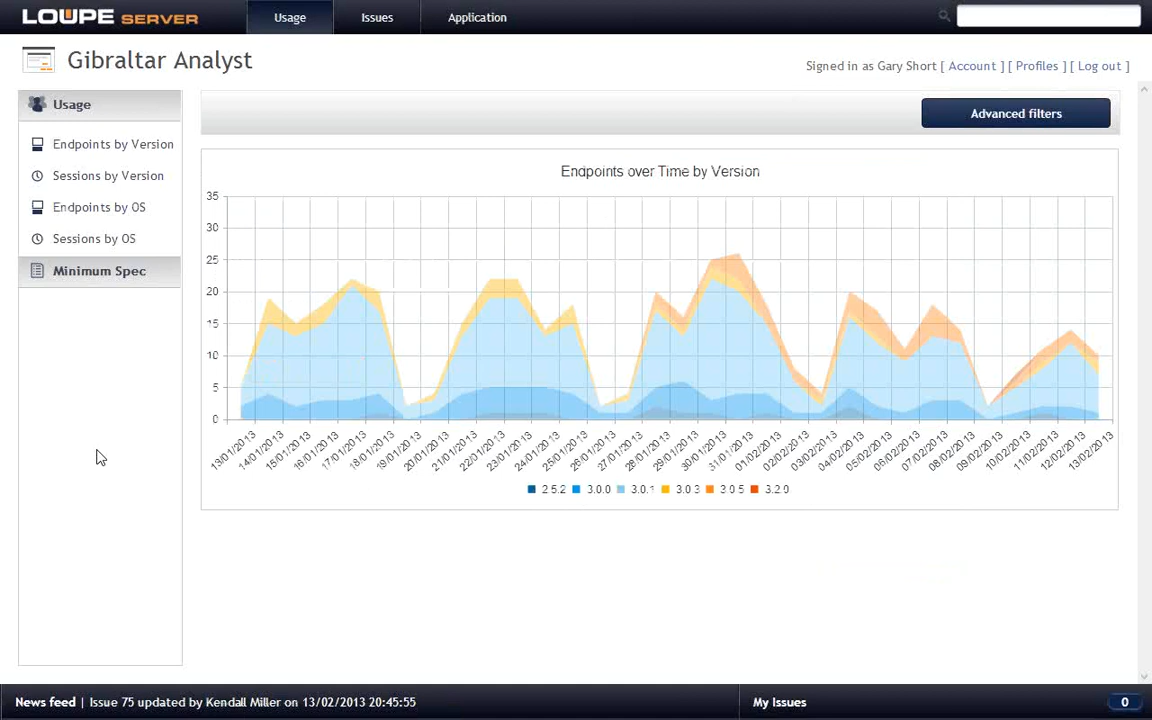 LOUPE SERVER
Usage
Issues
Application
Gibraltar Analyst
Signed in as Gary Short [ Account ] [ Profiles ] [ Log out ]
Usage
Endpoints by Version
Sessions by Version
Endpoints by OS
Sessions by OS
Minimum Spec
Advanced filters
Endpoints over Time by Version
35
30
25
20
15
10
5
0
13/01/2013 14/01/2013 15/01/2013 16/01/2013 17/01/2013 18/01/2013 19/01/2013 20/01/2013 21/01/2013 22/01/2013 23/01/2013 24/01/2013 25/01/2013 26/01/2013 27/01/2013 28/01/2013 29/01/2013 30/01/2013 31/01/2013 01/02/2013 02/02/2013 03/02/2013 04/02/2013 05/02/2013 06/02/2013 07/02/2013 08/02/2013 09/02/2013 10/02/2013 11/02/2013 12/02/2013 13/02/2013
2.5.2 3.0.0 3.0.1 3.0.3 3.0.5 3.2.0
News feed | Issue 75 updated by Kendall Miller on 13/02/2013 20:45:55
My Issues
0